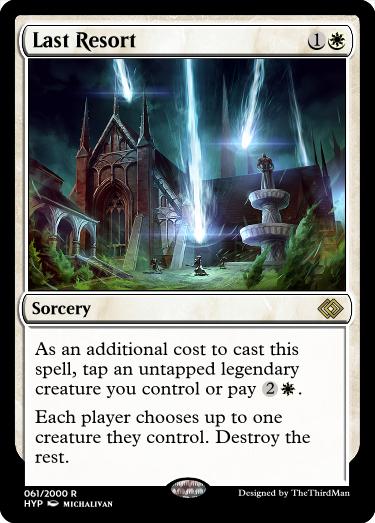 Last Resort 1
Sorcery
As an additional cost to cast this
spell, tap an untapped legendary
creature you control or pay 2.
Each player chooses up to one
creature they control. Destroy the
rest.
061/2000 R
HYP MICHALIVAN
Designed by TheThirdMan